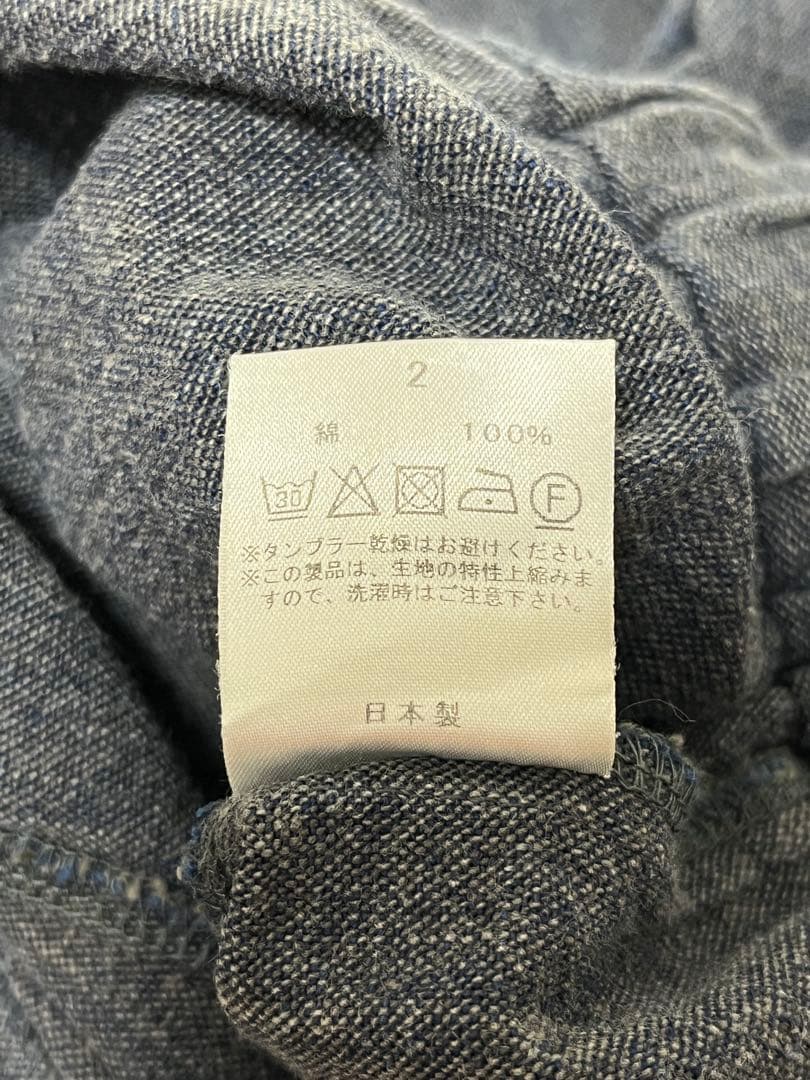 2
綿 100%
30 F
※タンブラー乾燥はお避けください。
※この製品は、生地の特性上縮みま
すので、洗濯時はご注意下さい。
日本製